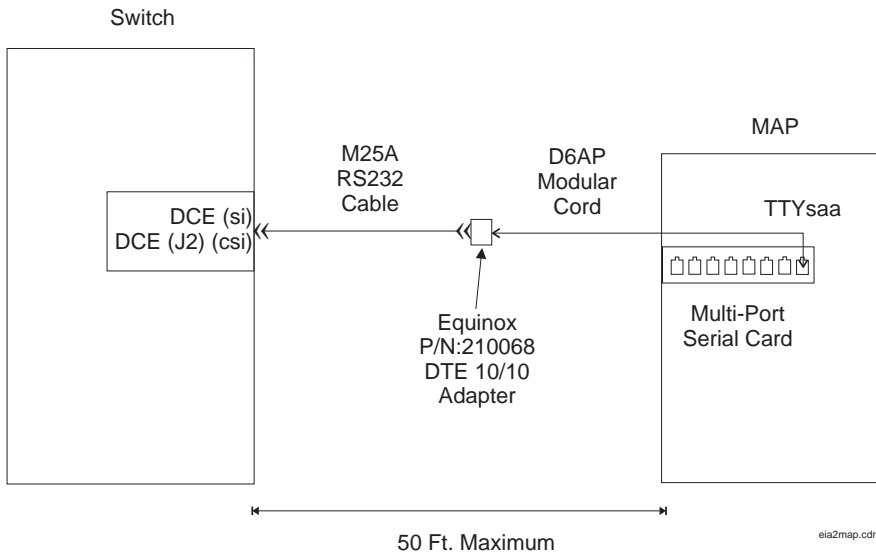 Switch
MAP
M25A
RS232
Cable
D6AP
Modular
Cord
TTYsaa
DCE (si)
DCE (J2) (csi)
Multi-Port
Serial Card
Equinox
P/N:210068
DTE 10/10
Adapter
50 Ft. Maximum
eia2map.cdr